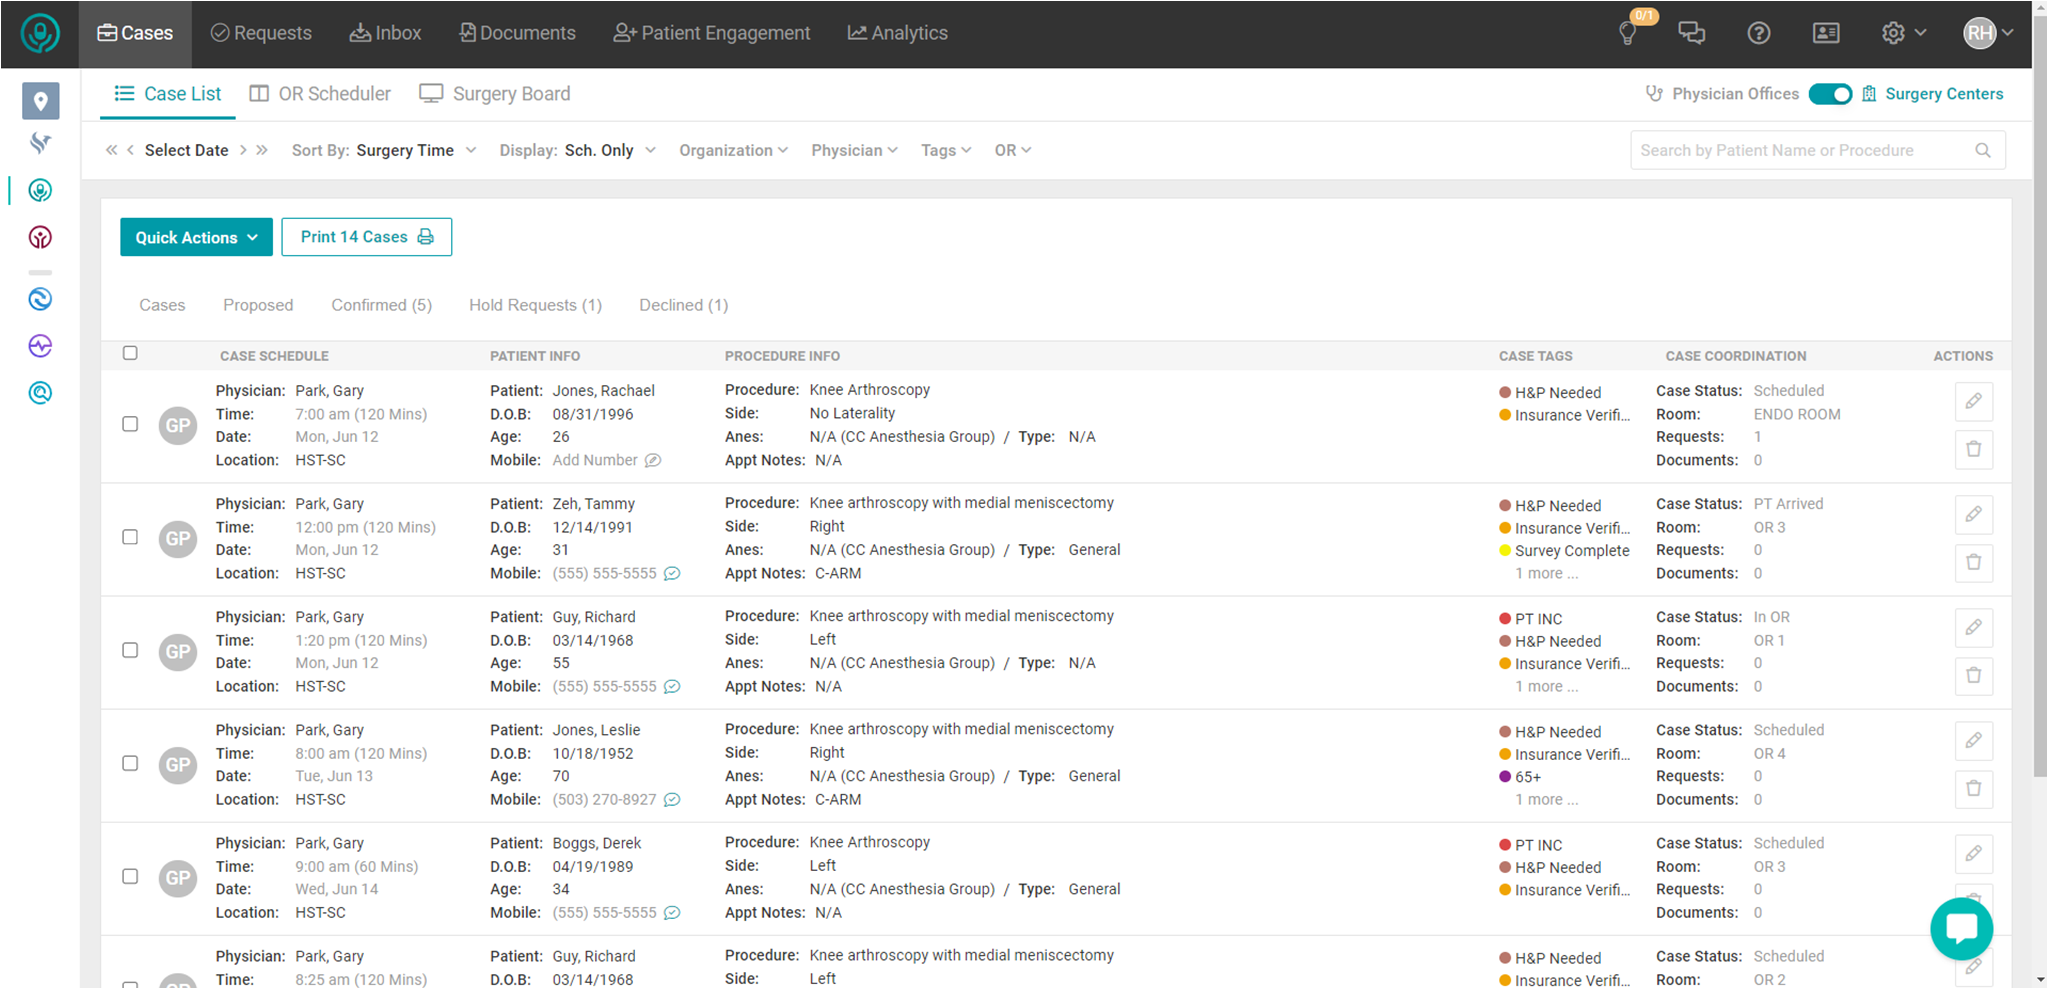 Cases Requests Inbox Documents Patient Engagement Analytics 0/1 RH
Case List OR Scheduler Surgery Board Physician Offices Surgery Centers
Select Date Sort By: Surgery Time Display: Sch. Only Organization Physician Tags OR Search by Patient Name or Procedure
Quick Actions Print 14 Cases
Cases Proposed Confirmed (5) Hold Requests (1) Declined (1)
CASE SCHEDULE PATIENT INFO PROCEDURE INFO CASE TAGS CASE COORDINATION ACTIONS
GP
Physician: Park, Gary Patient: Jones, Rachael Procedure: Knee Arthroscopy H&P Needed Case Status: Scheduled
Time: 7:00 am (120 Mins) D.O.B: 08/31/1996 Side: No Laterality Insurance Verifi... Room: ENDO ROOM
Date: Mon, Jun 12 Age: 26 Anes: N/A (CC Anesthesia Group) / Type: N/A Requests: 1
Location: HST-SC Mobile: Add Number Appt Notes: N/A Documents: 0
GP
Physician: Park, Gary Patient: Zeh, Tammy Procedure: Knee arthroscopy with medial meniscectomy H&P Needed Case Status: PT Arrived
Time: 12:00 pm (120 Mins) D.O.B: 12/14/1991 Side: Right Insurance Verifi... Room: OR 3
Date: Mon, Jun 12 Age: 31 Anes: N/A (CC Anesthesia Group) / Type: General Survey Complete Requests: 0
Location: HST-SC Mobile: (555) 555-5555 Appt Notes: C-ARM 1 more ... Documents: 0
GP
Physician: Park, Gary Patient: Guy, Richard Procedure: Knee arthroscopy with medial meniscectomy PT INC Case Status: In OR
Time: 1:20 pm (120 Mins) D.O.B: 03/14/1968 Side: Left H&P Needed Room: OR 1
Date: Mon, Jun 12 Age: 55 Anes: N/A (CC Anesthesia Group) / Type: N/A Insurance Verifi... Requests: 0
Location: HST-SC Mobile: (555) 555-5555 Appt Notes: N/A 1 more ... Documents: 0
GP
Physician: Park, Gary Patient: Jones, Leslie Procedure: Knee arthroscopy with medial meniscectomy H&P Needed Case Status: Scheduled
Time: 8:00 am (120 Mins) D.O.B: 10/18/1952 Side: Right Insurance Verifi... Room: OR 4
Date: Tue, Jun 13 Age: 70 Anes: N/A (CC Anesthesia Group) / Type: General 65+ Requests: 0
Location: HST-SC Mobile: (503) 270-8927 Appt Notes: C-ARM 1 more ... Documents: 0
GP
Physician: Park, Gary Patient: Boggs, Derek Procedure: Knee Arthroscopy PT INC Case Status: Scheduled
Time: 9:00 am (60 Mins) D.O.B: 04/19/1989 Side: Left H&P Needed Room: OR 3
Date: Wed, Jun 14 Age: 34 Anes: N/A (CC Anesthesia Group) / Type: General Insurance Verifi... Requests: 0
Location: HST-SC Mobile: (555) 555-5555 Appt Notes: N/A Documents: 0
Physician: Park, Gary Patient: Guy, Richard Procedure: Knee arthroscopy with medial meniscectomy H&P Needed Case Status: Scheduled
Time: 8:25 am (120 Mins) D.O.B: 03/14/1968 Side: Left Insurance Verifi... Room: OR 2